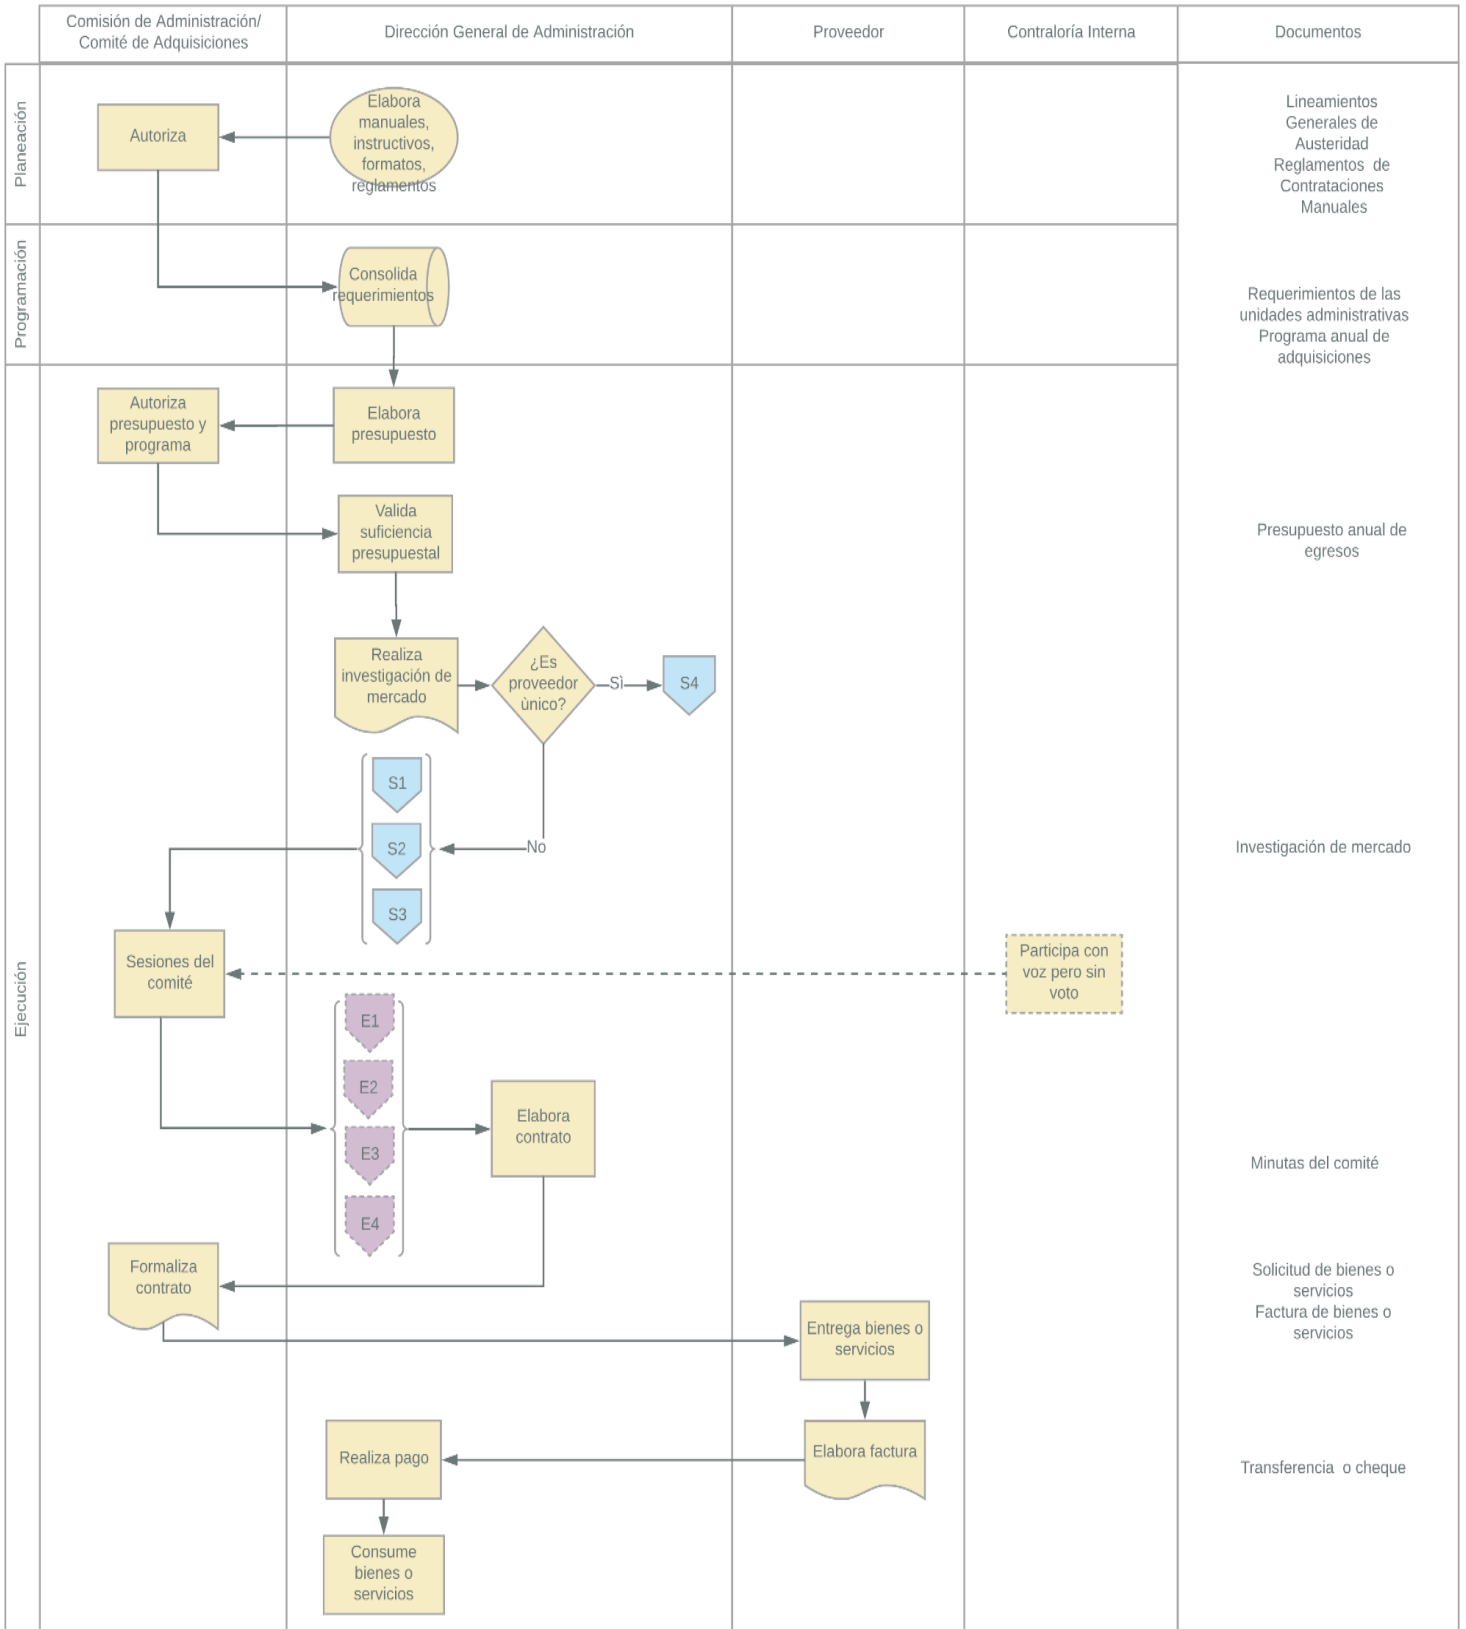 Comisión de Administración/
Comité de Adquisiciones
Dirección General de Administración
Proveedor
Contraloría Interna
Documentos
Planeación
Autoriza
Elabora
manuales,
instructivos,
formatos,
reglamentos
Lineamientos
Generales de
Austeridad
Reglamentos de
Contrataciones
Manuales
Programación
Consolida
requerimientos
Requerimientos de las
unidades administrativas
Programa anual de
adquisiciones
Ejecución
Autoriza
presupuesto y
programa
Elabora
presupuesto
Valida
suficiencia
presupuestal
Presupuesto anual de
egresos
Realiza
investigación de
mercado
¿Es
proveedor
ùnico?
Sì
S4
S1
S2
S3
No
Investigación de mercado
Sesiones del
comité
Participa con
voz pero sin
voto
E1
E2
E3
E4
Elabora
contrato
Minutas del comité
Formaliza
contrato
Solicitud de bienes o
servicios
Factura de bienes o
servicios
Entrega bienes o
servicios
Realiza pago
Elabora factura
Transferencia o cheque
Consume
bienes o
servicios